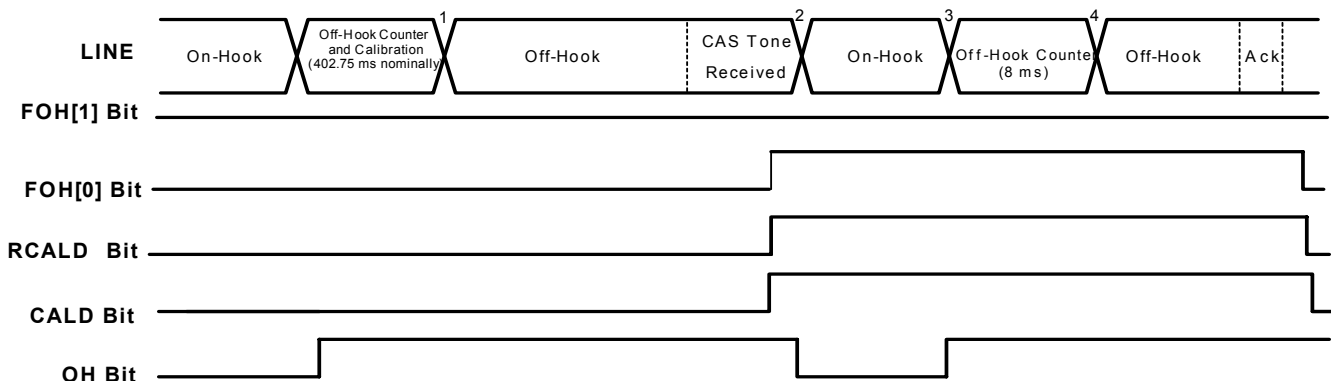 1 2 3 4
LINE
On-Hook
Off-Hook Counter
and Calibration
(402.75 ms nominally)
Off-Hook
CAS Tone
Received
On-Hook
Off-Hook Counter
(8 ms)
Off-Hook
Ack
FOH[1] Bit
FOH[0] Bit
RCALD Bit
CALD Bit
OH Bit